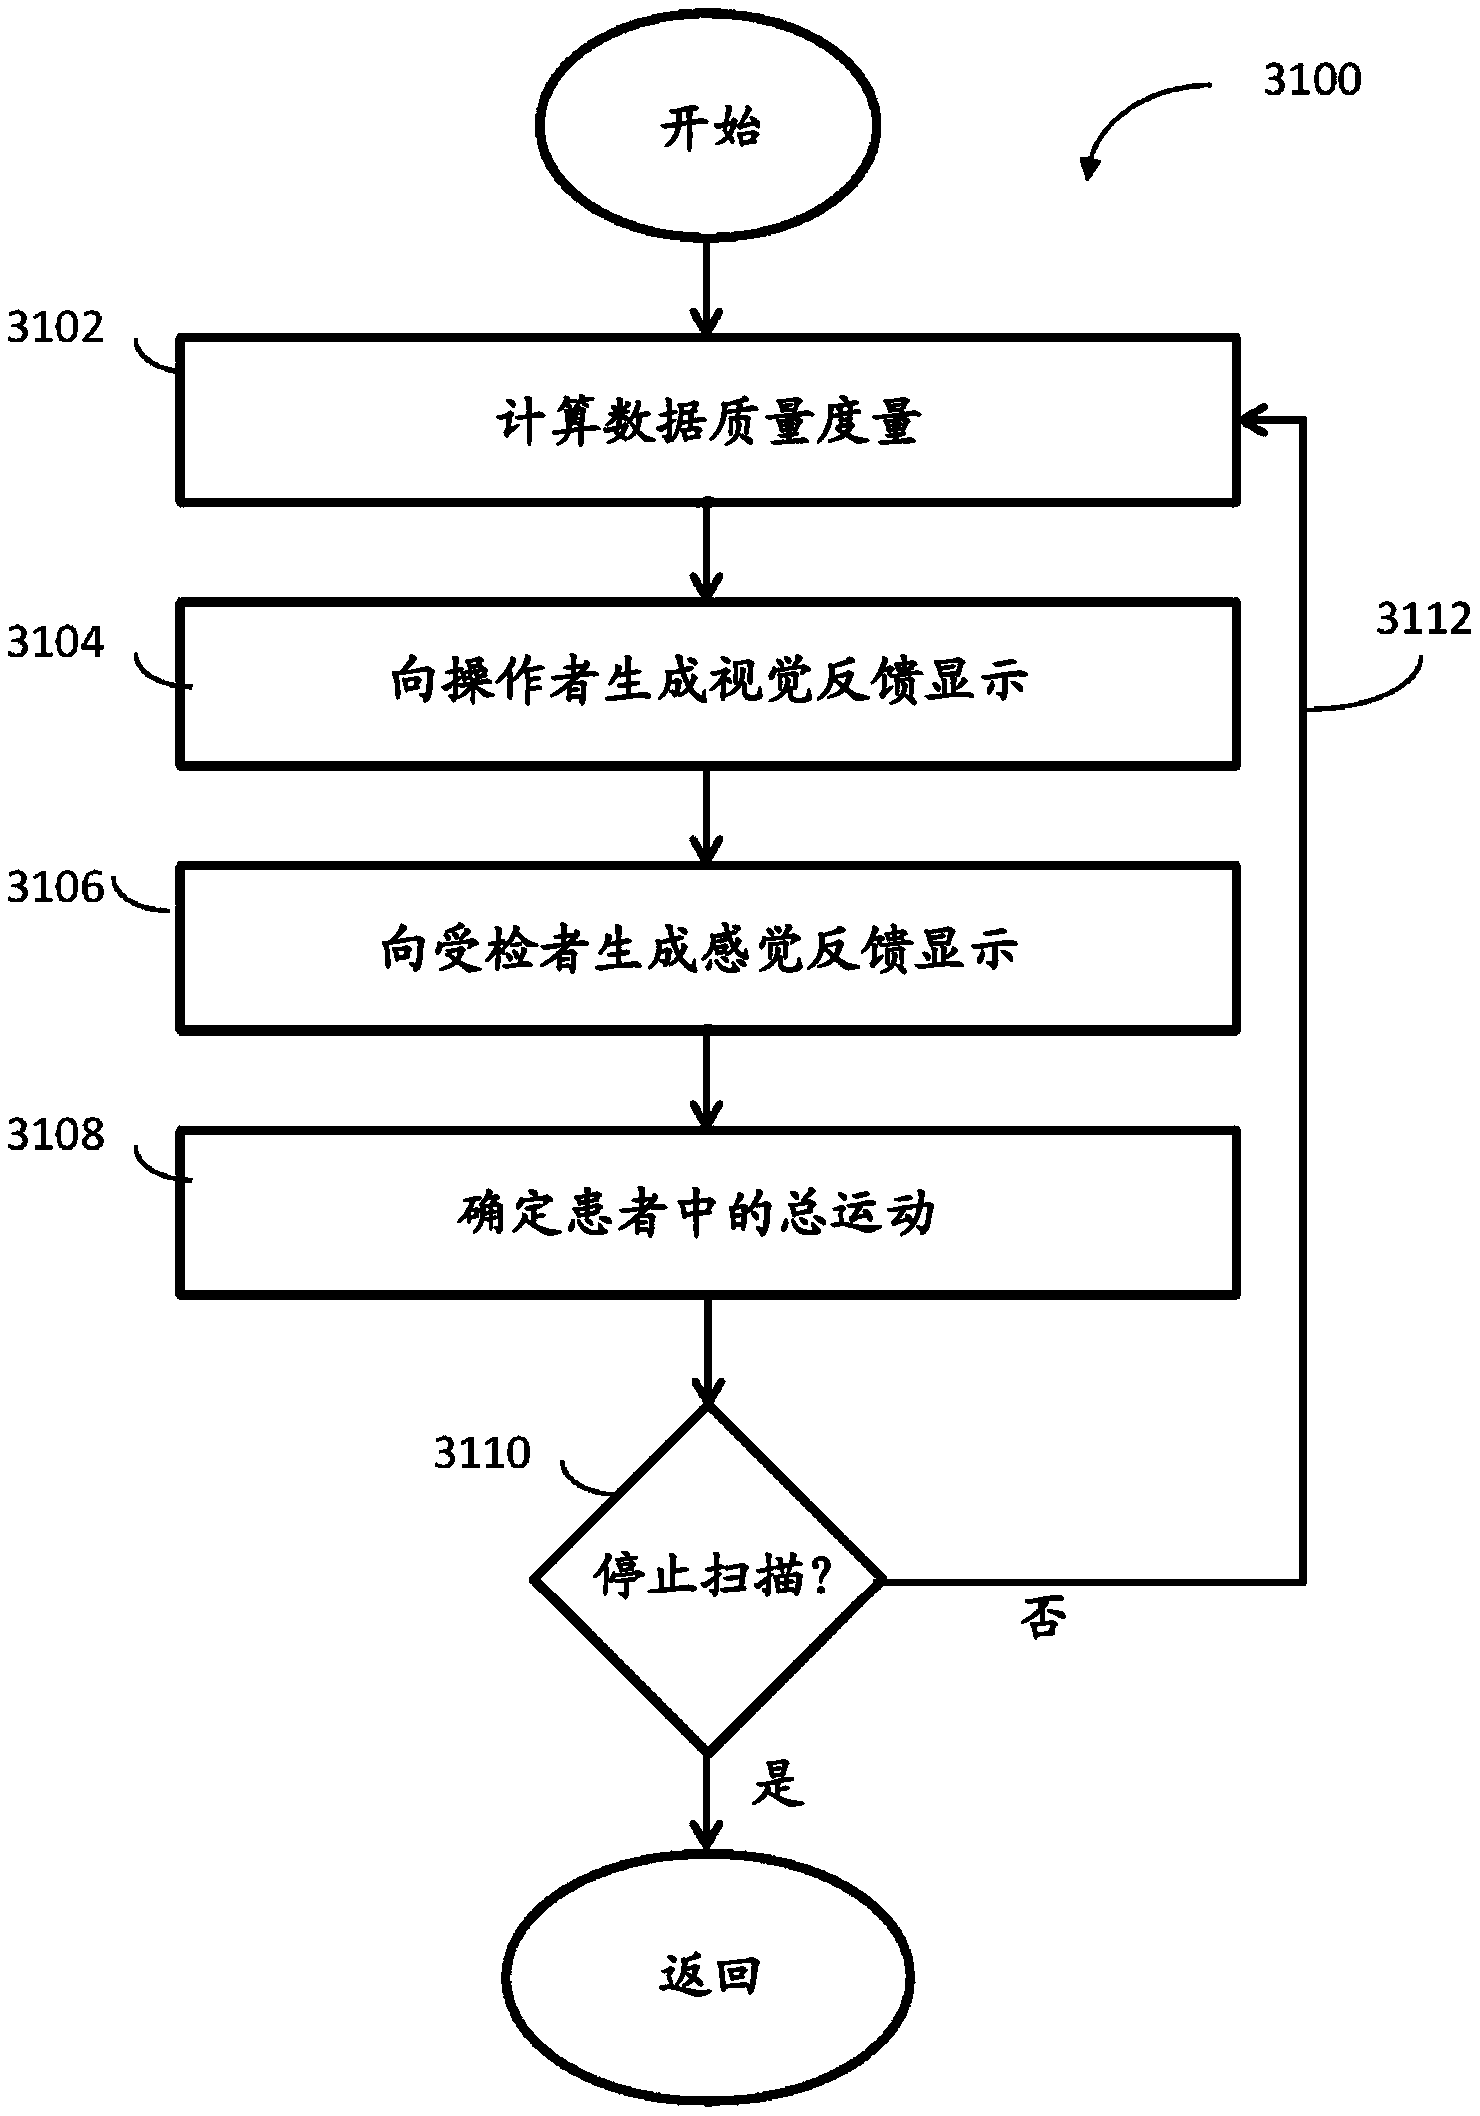 开始
3100
3102
计算数据质量度量
3104
向操作者生成视觉反馈显示
3112
3106
向受检者生成感觉反馈显示
3108
确定患者中的总运动
3110
停止扫描?
否
是
返回